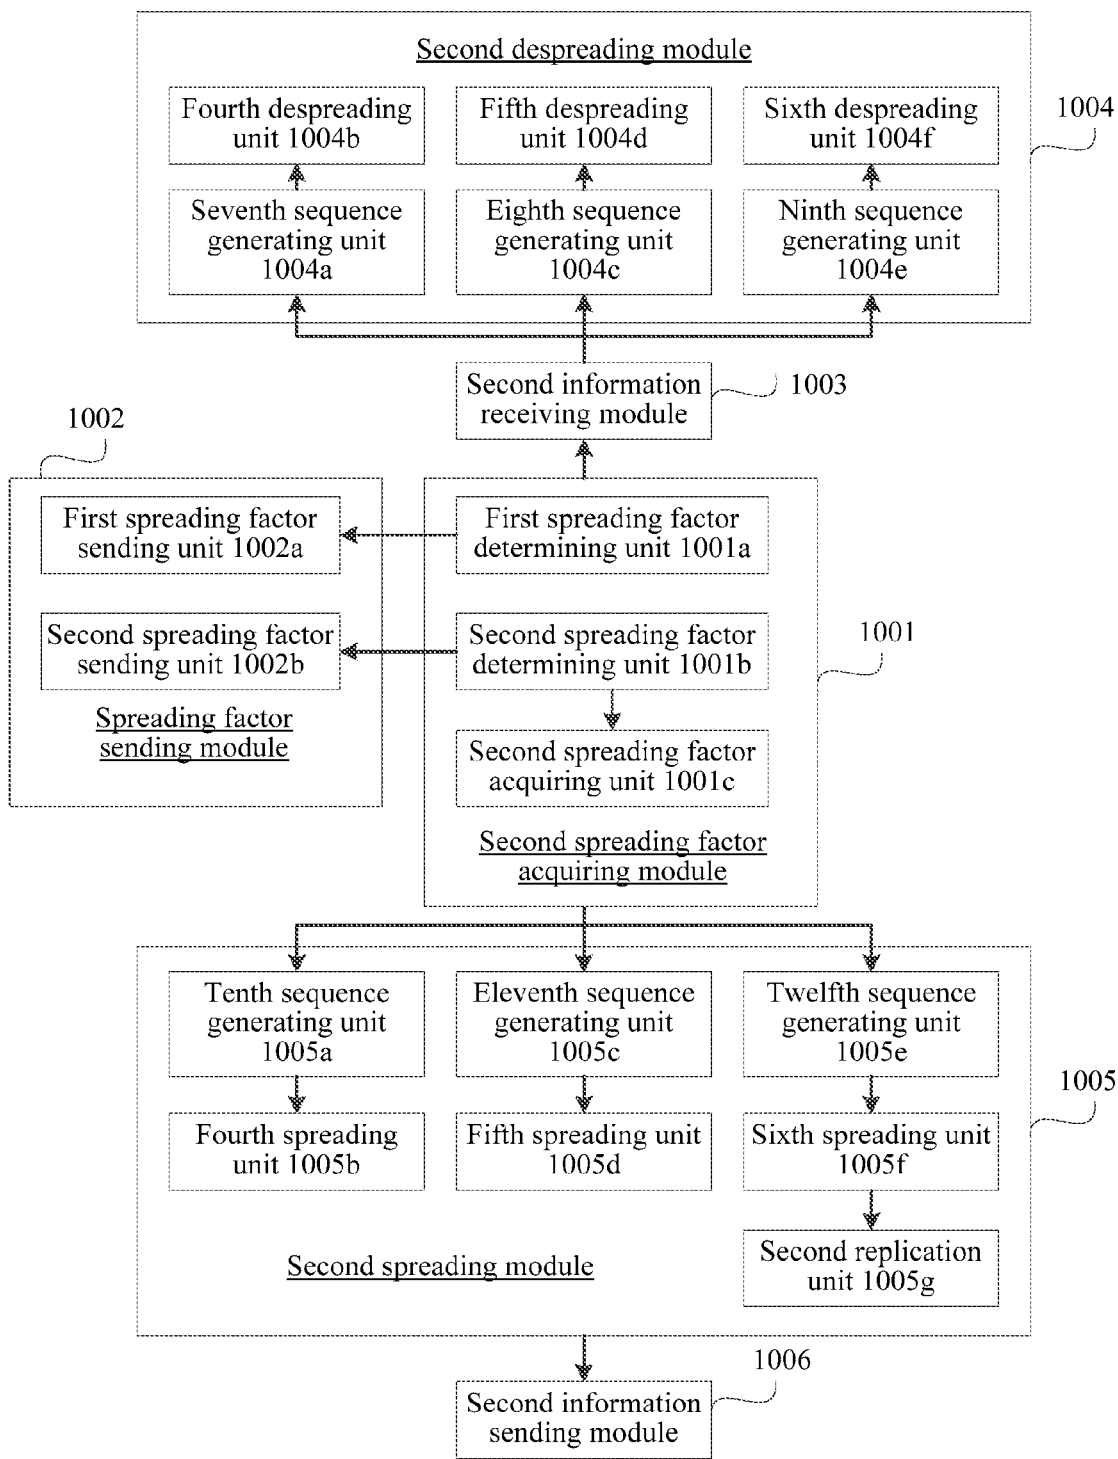 Second despreading module
Fourth despreading
unit 1004b
Fifth despreading
unit 1004d
Sixth despreading
unit 1004f
1004
Seventh sequence
generating unit
1004a
Eighth sequence
generating unit
1004c
Ninth sequence
generating unit
1004e
Second information
receiving module
1003
1002
First spreading factor
sending unit 1002a
First spreading factor
determining unit 1001a
Second spreading factor
sending unit 1002b
Second spreading factor
determining unit 1001b
1001
Spreading factor
sending module
Second spreading factor
acquiring unit 1001c
Second spreading factor
acquiring module
Tenth sequence
generating unit
1005a
Eleventh sequence
generating unit
1005c
Twelfth sequence
generating unit
1005e
1005
Fourth spreading
unit 1005b
Fifth spreading unit
1005d
Sixth spreading unit
1005f
Second spreading module
Second replication
unit 1005g
1006
Second information
sending module